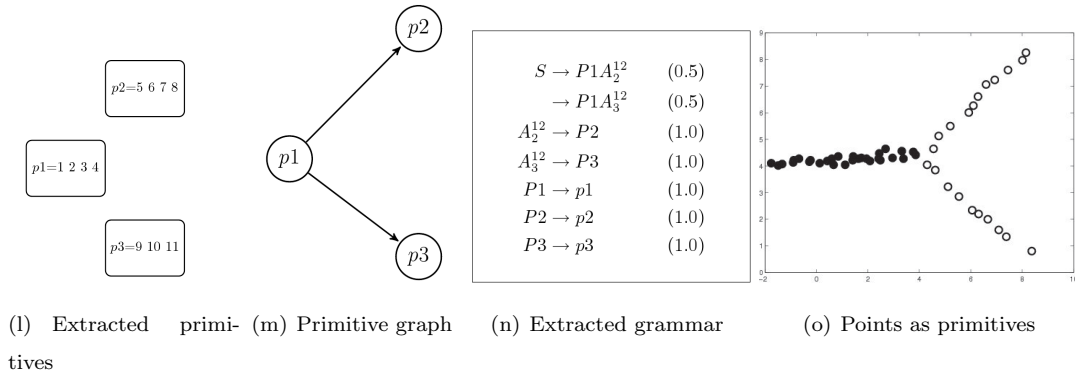 p2=5 6 7 8
p1=1 2 3 4
p3=9 10 11
p2
p1
p3
S → P1A_2^{12} (0.5)
→ P1A_3^{12} (0.5)
A_2^{12} → P2 (1.0)
A_3^{12} → P3 (1.0)
P1 → p1 (1.0)
P2 → p2 (1.0)
P3 → p3 (1.0)
9
8
7
6
5
4
3
2
1
0
-2 0 2 4 6 8 10
(l) Extracted primi-
tives
(m) Primitive graph
(n) Extracted grammar
(o) Points as primitives